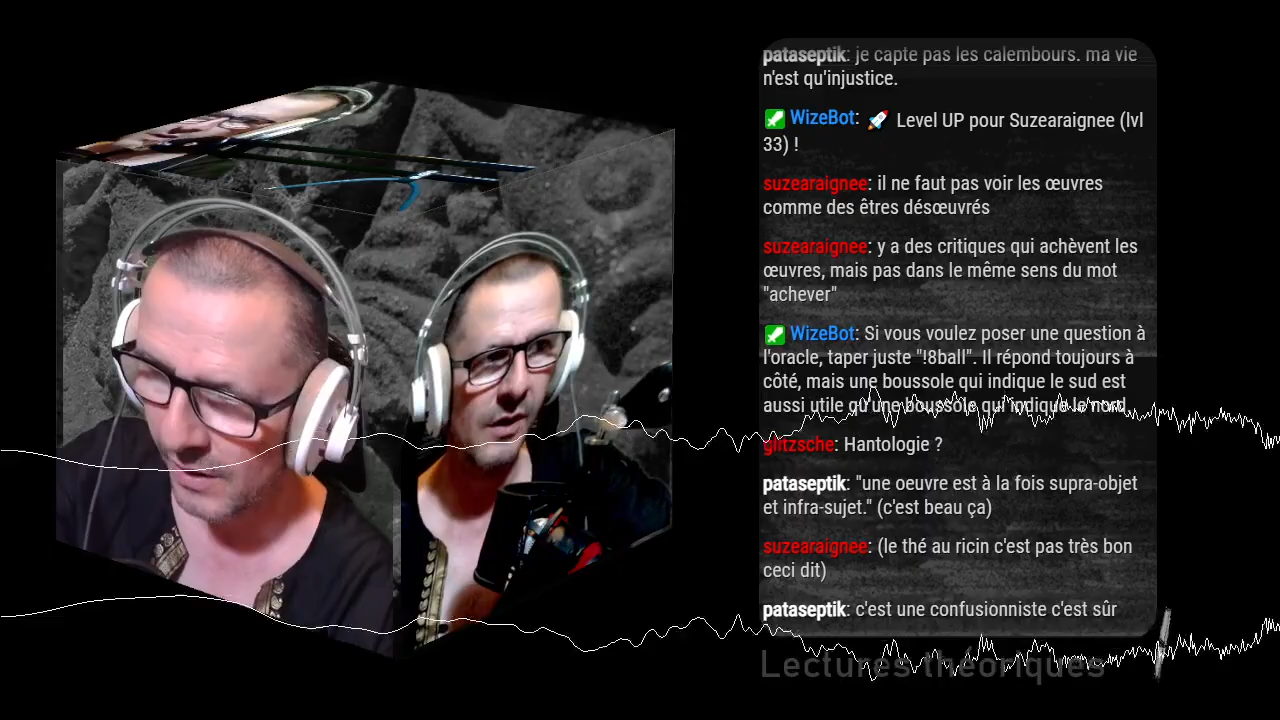 pataseptik: je capte pas les calembours. ma vie
n'est qu'injustice.
WizeBot: 🚀 Level UP pour Suzearaignee (lvl
33) !
suzearaignee: il ne faut pas voir les œuvres
comme des êtres désœuvrés
suzearaignee: y a des critiques qui achèvent les
œuvres, mais pas dans le même sens du mot
"achever"
WizeBot: Si vous voulez poser une question à
l'oracle, taper juste "!8ball". Il répond toujours à
côté, mais une boussole qui indique le sud est
aussi utile qu'une boussole qui indique le nord.
glitzsche: Hantologie ?
pataseptik: "une oeuvre est à la fois supra-objet
et infra-sujet." (c'est beau ça)
suzearaignee: (le thé au ricin c'est pas très bon
ceci dit)
pataseptik: c'est une confusionniste c'est sûr
Lectures théoriques